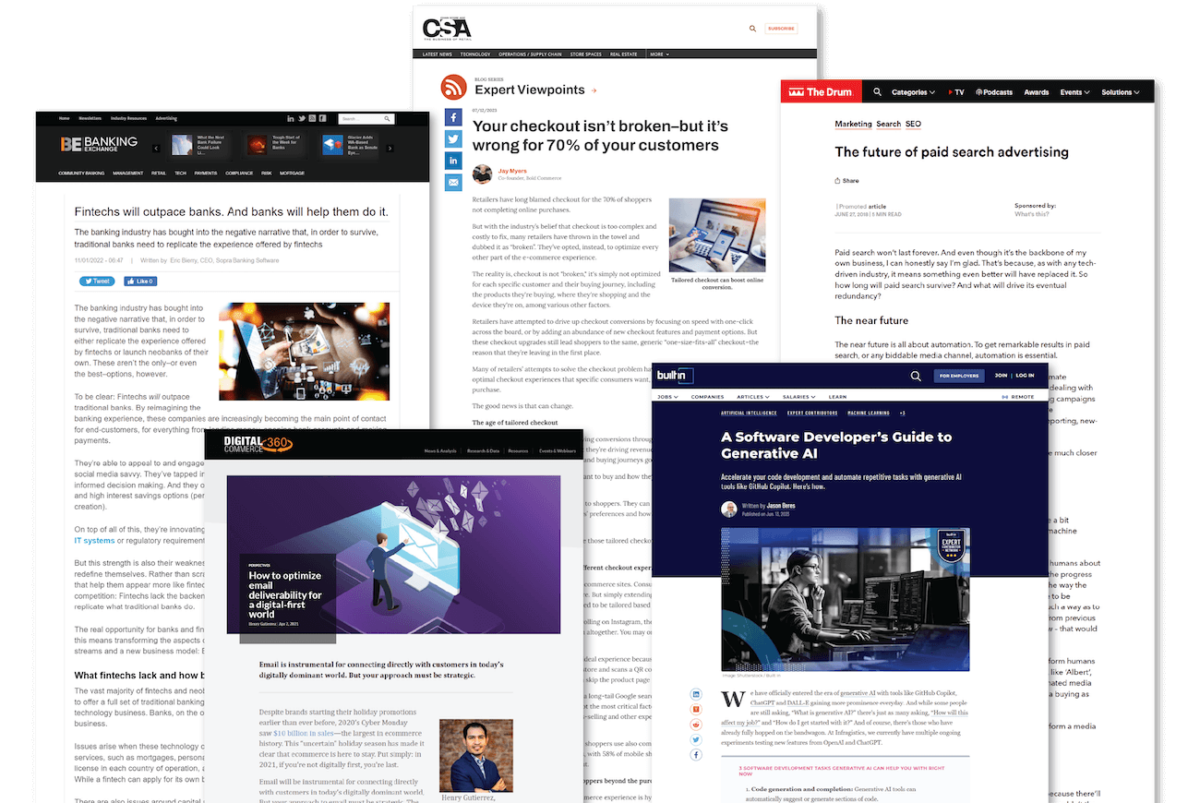 CSA
THE BUSINESS OF RETAIL
SUBSCRIBE
LATEST NEWS TECHNOLOGY OPERATIONS / SUPPLY CHAIN STORE SPACES REAL ESTATE MORE
BLOG SERIES
Expert Viewpoints
Your checkout isn't broken–but it's
wrong for 70% of your customers
Jay Myers
Co-founder, Bold Commerce
Retailers have long blamed checkout for the 70% of shoppers
not completing online purchases.
But with the industry's belief that checkout is too complex and
costly to fix, many retailers have thrown in the towel and
dubbed it as "broken". They've opted, instead, to optimize every
other part of the e-commerce experience.
The reality is, checkout is not "broken," it's simply not optimized
for each specific customer and their buying journey, including
the products they're buying, where they're shopping and the
device they're on, among various other factors.
Tailored checkout can boost online
conversion.
Retailers have attempted to drive up checkout conversions by focusing on speed with one-click
across the board, or by adding an abundance of new checkout features and payment options. But
these checkout upgrades still lead shoppers to the same, generic "one-size-fits-all" checkout–the
reason that they're leaving in the first place.
Many of retailers' attempts to solve the checkout problem
optimal checkout experiences that specific consumers want,
purchase.
The good news is that can change.
The age of tailored checkout
The Drum
Categories TV Podcasts Awards Events Solutions
Marketing Search SEO
The future of paid search advertising
Share
Promoted article
JUNE 27, 2019 | 5 MIN READ
Sponsored by:
What's this?
Paid search won't last forever. And even though it's the backbone of my
own business, I can honestly say I'm glad. That's because, as with any tech-
driven industry, it means something even better will have replaced it. So
how long will paid search survive? And what will drive its eventual
redundancy?
The near future
The near future is all about automation. To get remarkable results in paid
search, or any biddable media channel, automation is essential.
Home Newsletters Industry Resources Advertising
Search...
BE BANKING
EXCHANGE
What the Next
Bank Failure
Could Look
Li...
Tough Start of
the Week for
Banks
COMMUNITY BANKING MANAGEMENT RETAIL TECH PAYMENTS COMPLIANCE RISK MORTGAGE
Fintechs will outpace banks. And banks will help them do it.
The banking industry has bought into the negative narrative that, in order to survive,
traditional banks need to replicate the experience offered by fintechs
Written by Eric Bierry, CEO, Sopra Banking Software
Tweet
Like 0
The banking industry has bought into
the negative narrative that, in order to
survive, traditional banks need to
either replicate the experience offered
by fintechs or launch neobanks of their
own. These aren't the only–or even
the best–options, however.
To be clear: Fintechs will outpace
traditional banks. By reimagining the
banking experience, these companies are increasingly becoming the main point of contact
for end-customers, for everything from
payments.
They're able to appeal to and engage
social media savvy. They've tapped
informed decision making. And they
and high interest savings options
creation).
On top of all of this, they're innovating
IT systems or regulatory requirement
But this strength is also their
redefine themselves. Rather than
that help them appear more like
competition: Fintechs lack the
replicate what traditional banks do.
The real opportunity for banks and
this means transforming the aspects
streams and a new business model:
What fintechs lack and how b
The vast majority of fintechs and
to offer a full set of traditional banking
technology business. Banks, on the
business.
Issues arise when these technology
services, such as mortgages,
license in each country of operation,
While a fintech can apply for its own
There are also issues around capital
DIGITAL
COMMERCE 360
News & Analysis Research & Data Resources Events & Webinars
PERSPECTIVES
How to optimize
email
deliverability for
a digital-first
world
Henry Gutierrez | Jan 7, 2021
Email is instrumental for connecting directly with customers in today's
digitally dominant world. But your approach must be strategic.
Despite brands starting their holiday promotions
earlier than ever before, 2020's Cyber Monday
saw $10 billion in sales—the largest in ecommerce
history. This "uncertain" holiday season has made it
clear that ecommerce is here to stay. Put simply: in
2021, if you're not digitally first, you're last.
Email will be instrumental for connecting directly
with customers in today's digitally dominant world.
Henry Gutierrez,
built in
FOR EMPLOYERS
JOIN | LOG IN
JOBS COMPANIES ARTICLES SALARIES LEARN REMOTE
ARTIFICIAL INTELLIGENCE EXPERT CONTRIBUTORS MACHINE LEARNING +3
A Software Developer's Guide to
Generative AI
Accelerate your code development and automate repetitive tasks with generative AI
tools like GitHub Copilot. Here's how.
Written by Jason Beres
EXPERT
Image: Shutterstock / Built In
We have officially entered the era of generative AI with tools like GitHub Copilot,
ChatGPT and DALL-E gaining more prominence everyday. And while some people
are still asking, "What is generative AI?" there's just as many asking, "How will this
affect my job?" and "How do I get started with it?" And of course, there's those who have
already fully hopped on the bandwagon. At Infragistics, we currently have multiple ongoing
experiments testing new features from OpenAI and ChatGPT.
3 SOFTWARE DEVELOPMENT TASKS GENERATIVE AI CAN HELP YOU WITH RIGHT
NOW
1. Code generation and completion: Generative AI tools can
automatically suggest or generate sections of code.